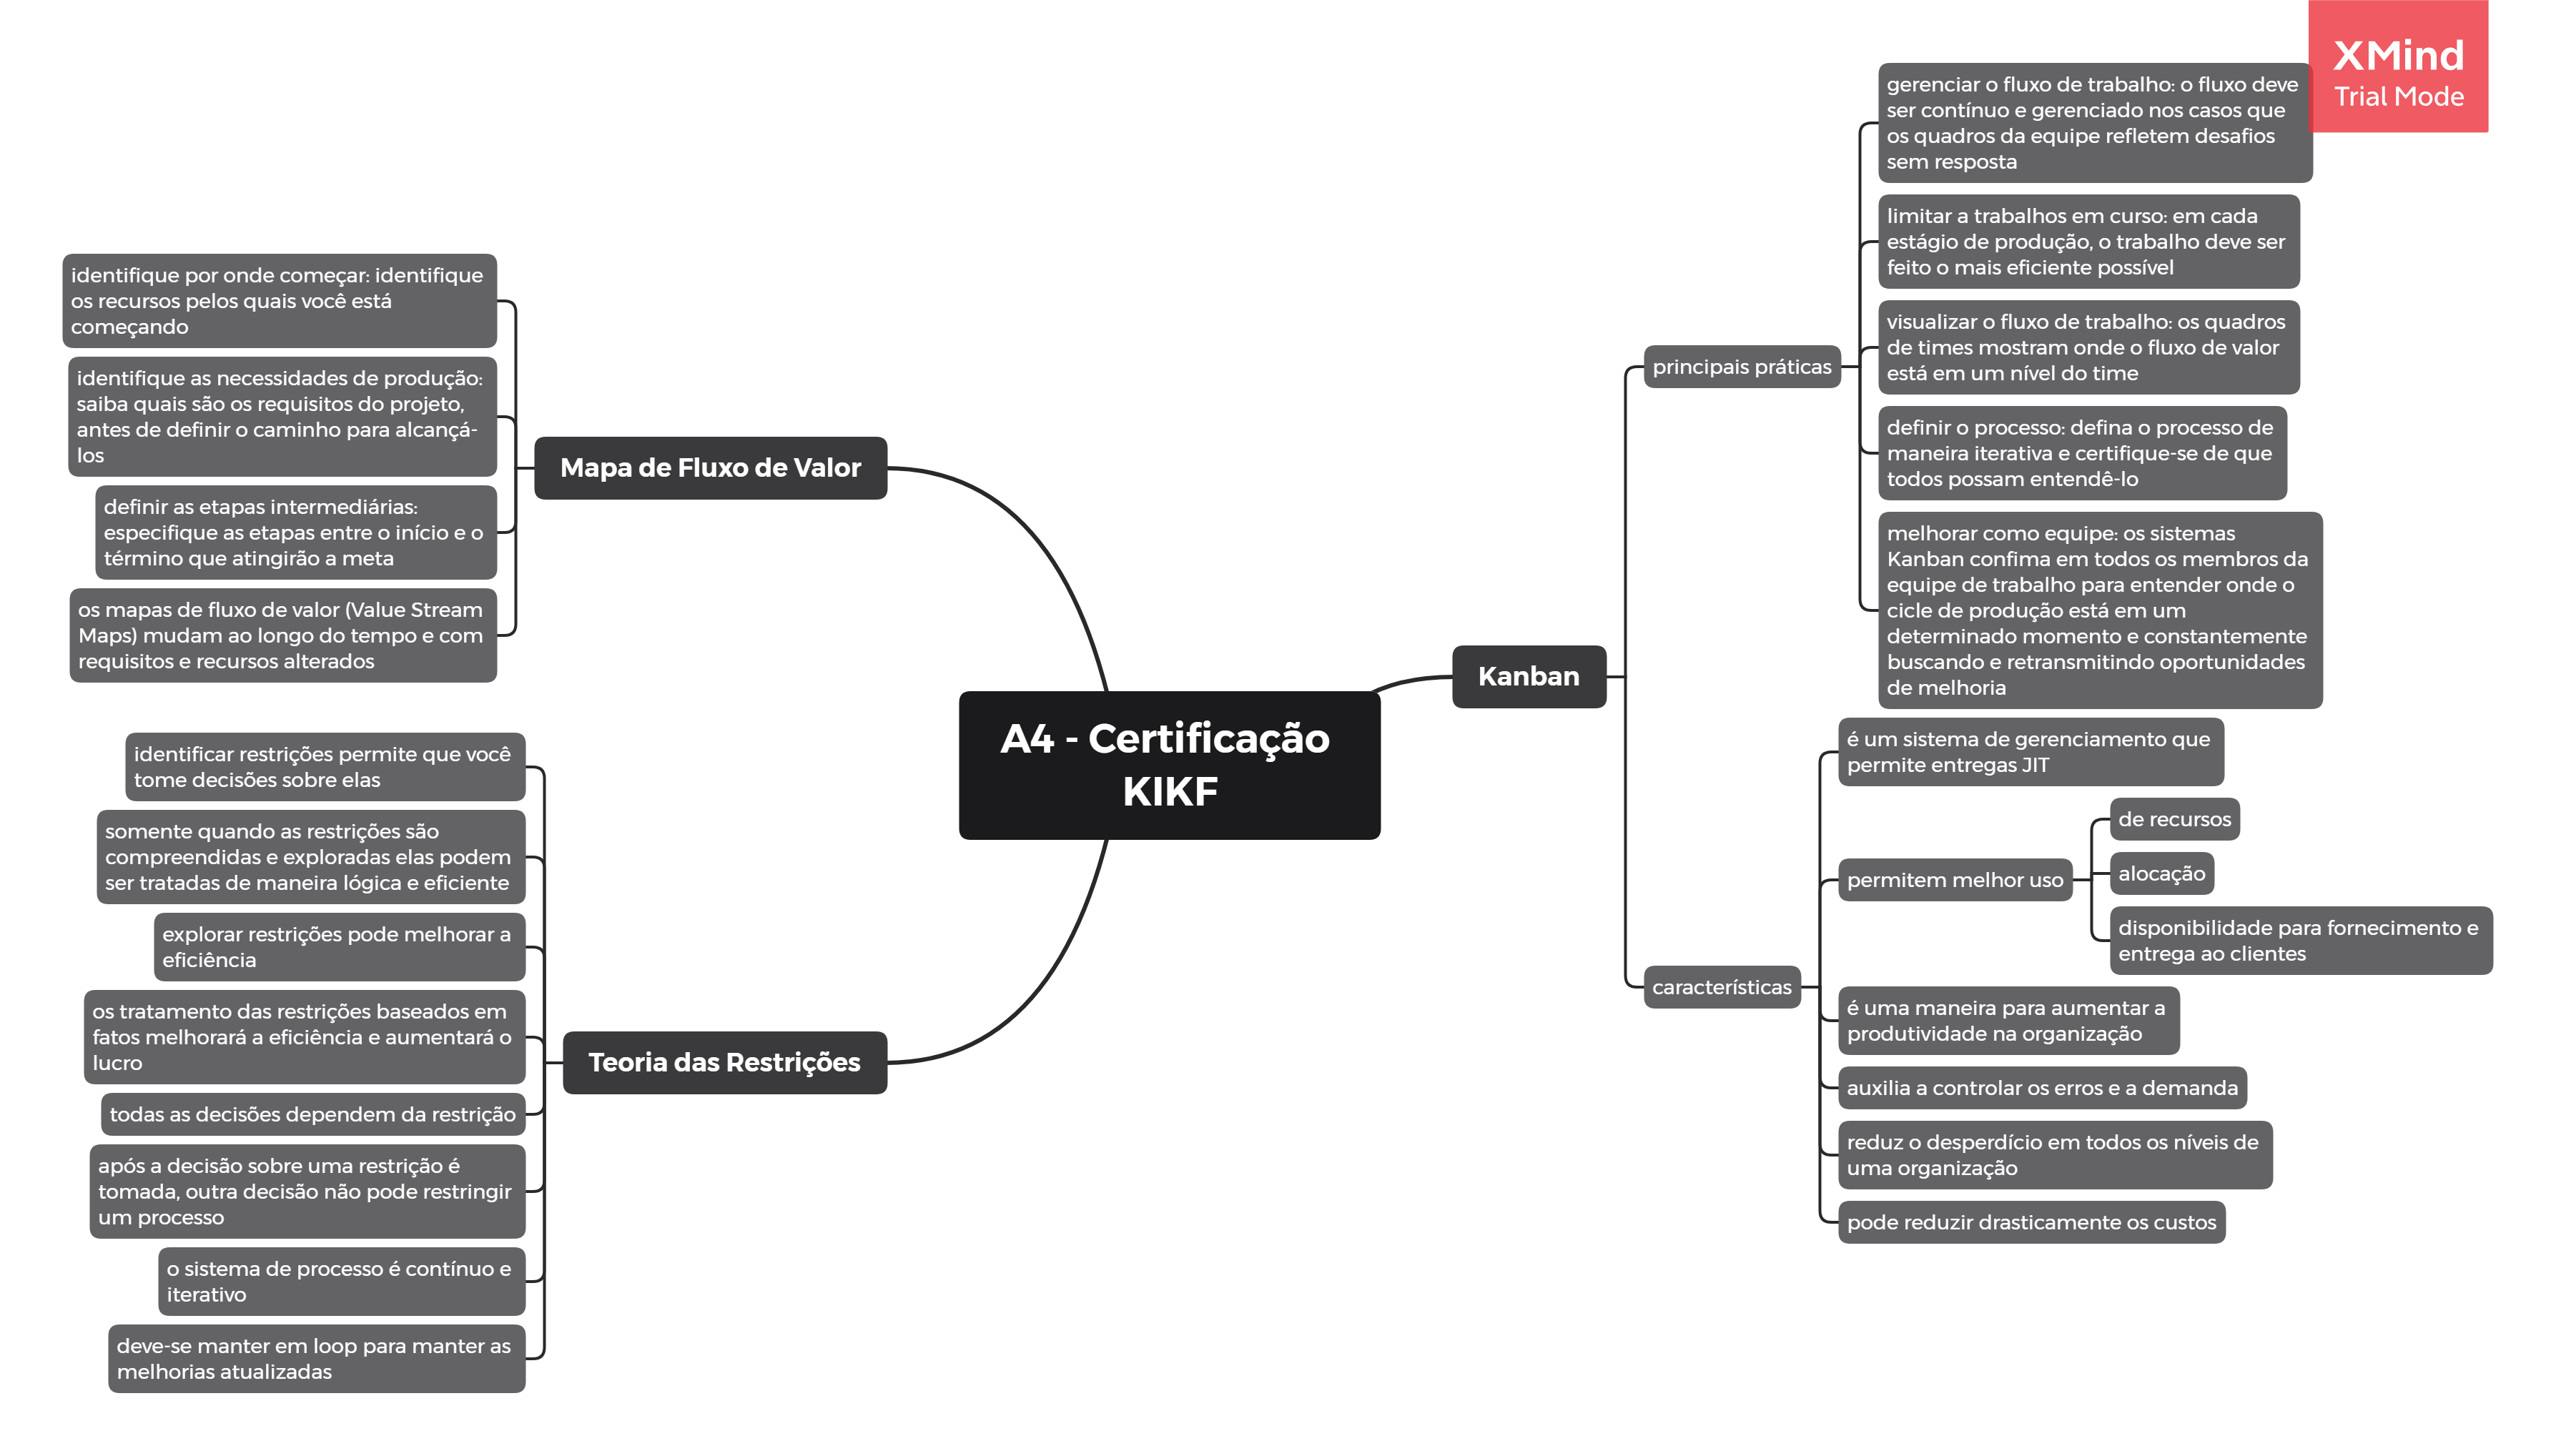 XMind
Trial Mode
A4 - Certificação
KIKF
Kanban
principais práticas
gerenciar o fluxo de trabalho: o fluxo deve
ser contínuo e gerenciado nos casos que
os quadros da equipe refletem desafios
sem resposta
limitar a trabalhos em curso: em cada
estágio de produção, o trabalho deve ser
feito o mais eficiente possível
visualizar o fluxo de trabalho: os quadros
de times mostram onde o fluxo de valor
está em um nível do time
definir o processo: defina o processo de
maneira iterativa e certifique-se de que
todos possam entendê-lo
melhorar como equipe: os sistemas
Kanban confima em todos os membros da
equipe de trabalho para entender onde o
cicle de produção está em um
determinado momento e constantemente
buscando e retransmitindo oportunidades
de melhoria
características
é um sistema de gerenciamento que
permite entregas JIT
permitem melhor uso
de recursos
alocação
disponibilidade para fornecimento e
entrega ao clientes
é uma maneira para aumentar a
produtividade na organização
auxilia a controlar os erros e a demanda
reduz o desperdício em todos os níveis de
uma organização
pode reduzir drasticamente os custos
Mapa de Fluxo de Valor
identifique por onde começar: identifique
os recursos pelos quais você está
começando
identifique as necessidades de produção:
saiba quais são os requisitos do projeto,
antes de definir o caminho para alcançá-
los
definir as etapas intermediárias:
especifique as etapas entre o início e o
término que atingirão a meta
os mapas de fluxo de valor (Value Stream
Maps) mudam ao longo do tempo e com
requisitos e recursos alterados
Teoria das Restrições
identificar restrições permite que você
tome decisões sobre elas
somente quando as restrições são
compreendidas e exploradas elas podem
ser tratadas de maneira lógica e eficiente
explorar restrições pode melhorar a
eficiência
os tratamento das restrições baseados em
fatos melhorará a eficiência e aumentará o
lucro
todas as decisões dependem da restrição
após a decisão sobre uma restrição é
tomada, outra decisão não pode restringir
um processo
o sistema de processo é contínuo e
iterativo
deve-se manter em loop para manter as
melhorias atualizadas